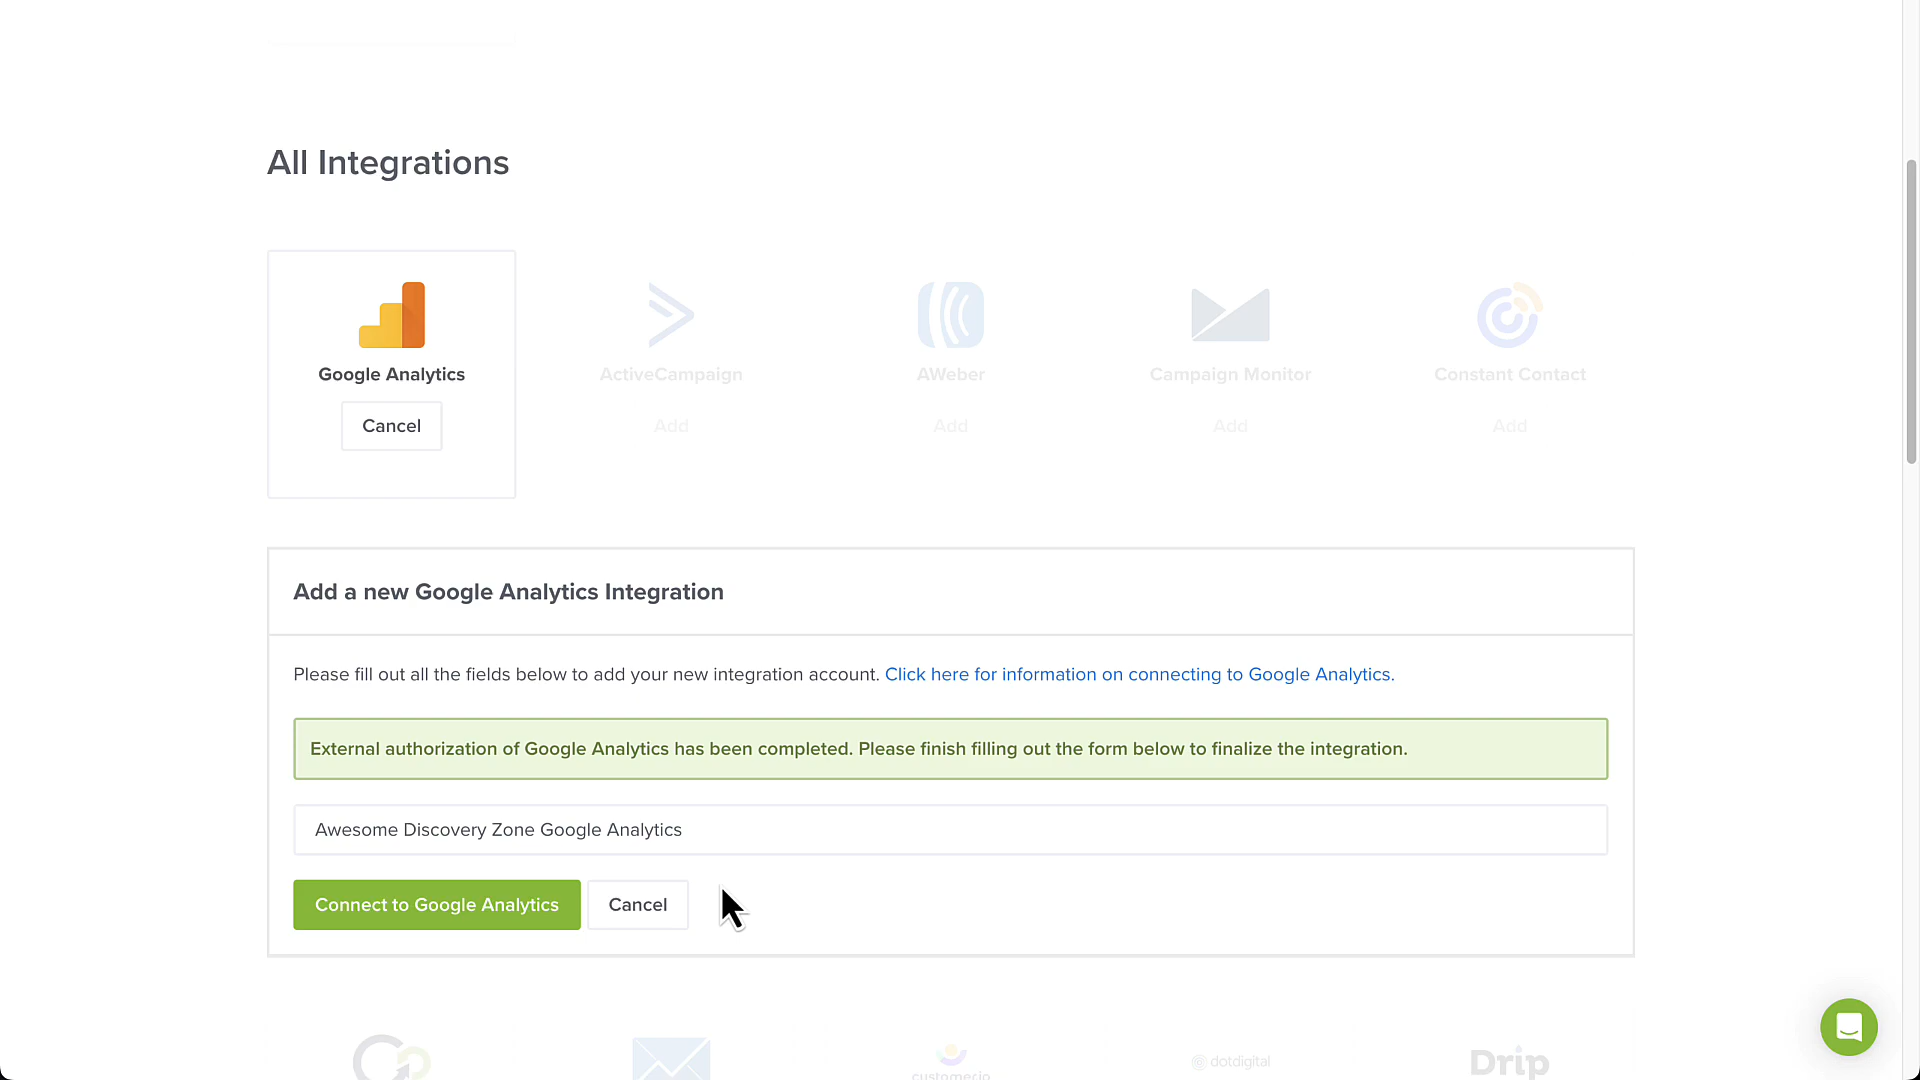 All Integrations
Google Analytics
ActiveCampaign
AWeber
Campaign Monitor
Constant Contact
Cancel
Add
Add
Add
Add
Add a new Google Analytics Integration
Please fill out all the fields below to add your new integration account. Click here for information on connecting to Google Analytics.
External authorization of Google Analytics has been completed. Please finish filling out the form below to finalize the integration.
Awesome Discovery Zone Google Analytics
Connect to Google Analytics
Cancel
customer.io
dotdigital
Drip